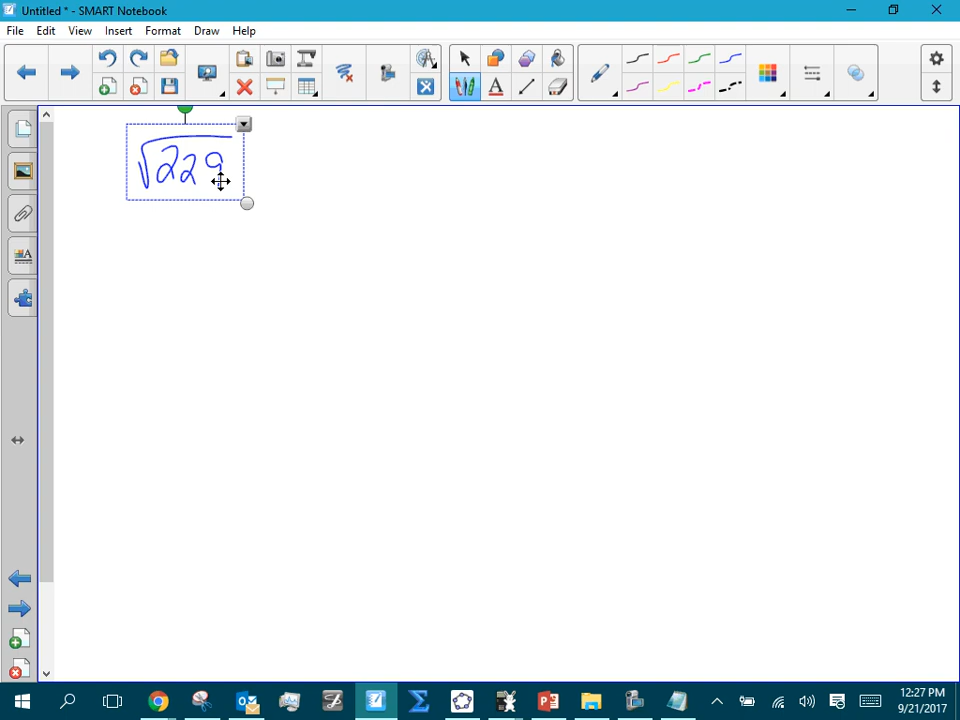 Untitled * - SMART Notebook
File Edit View Insert Format Draw Help
√229
12:27 PM
9/21/2017